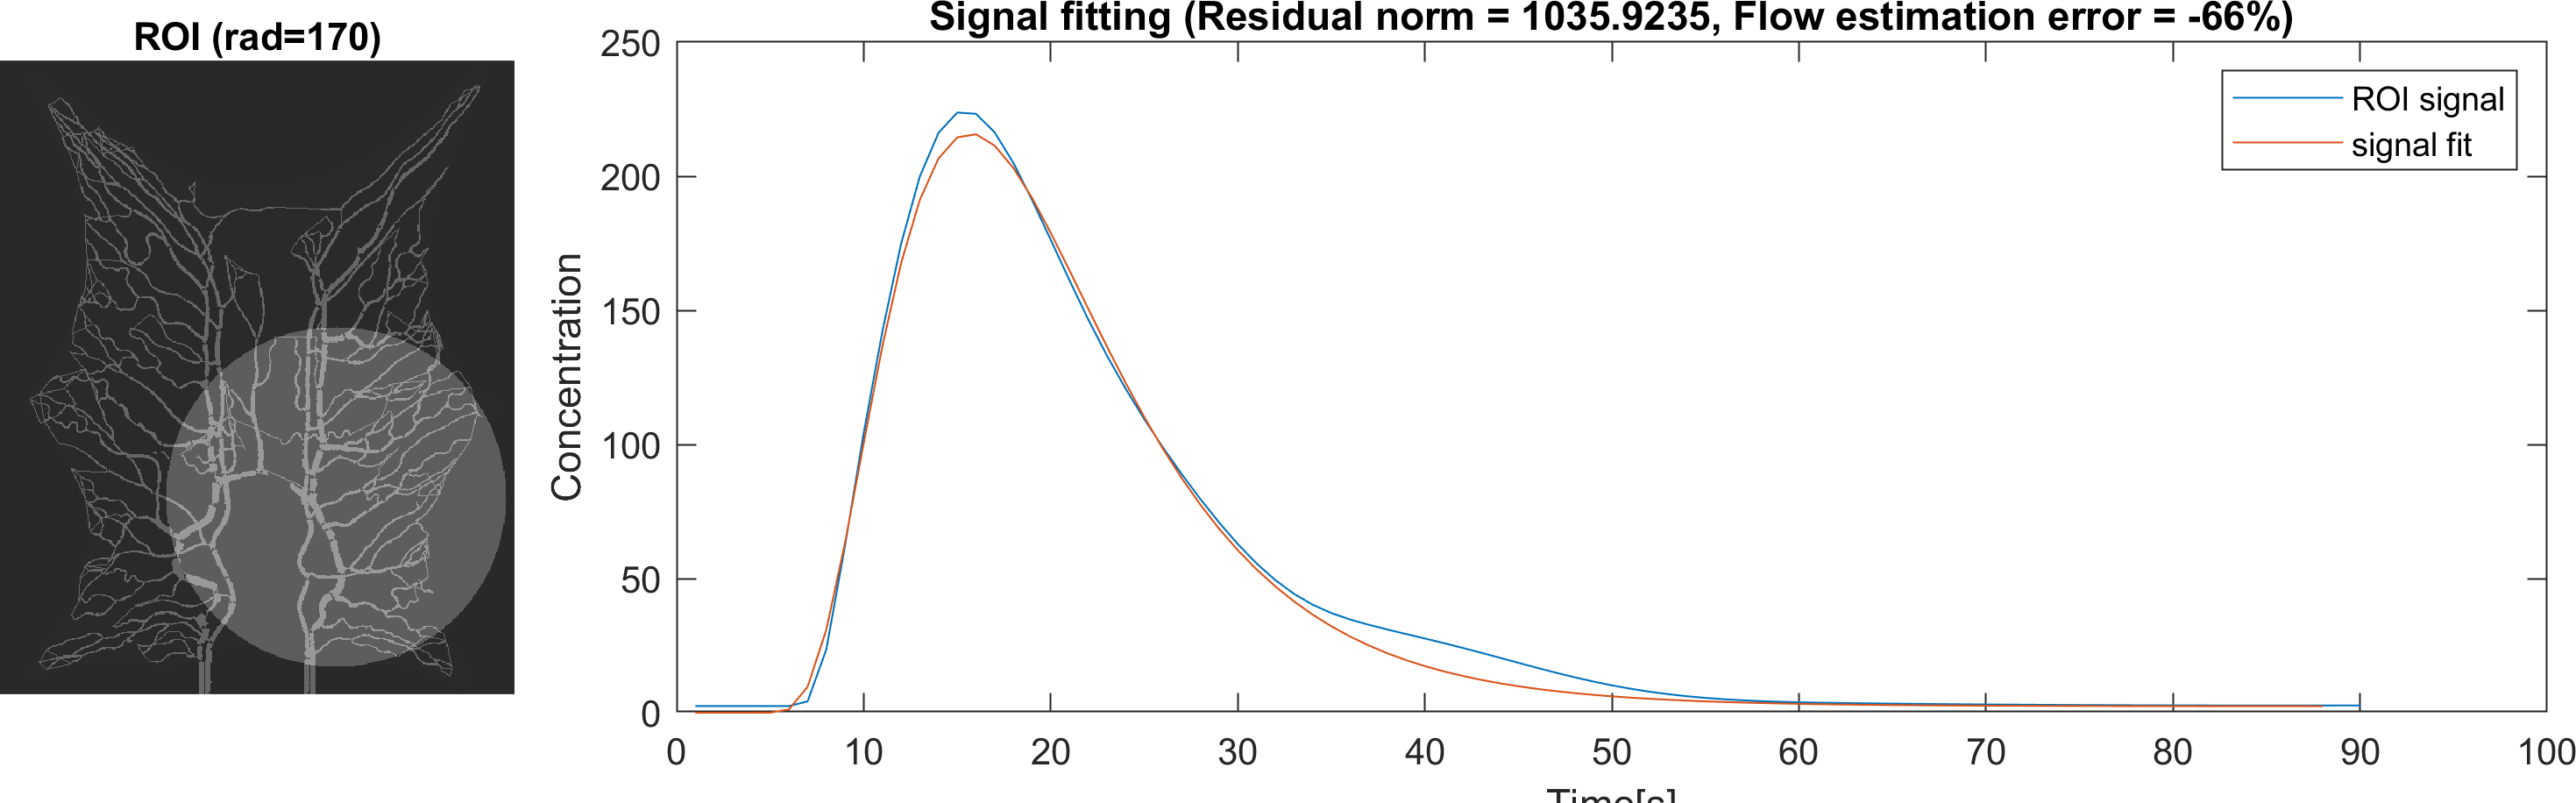 ROI (rad=170)
Signal fitting (Residual norm = 1035.9235, Flow estimation error = -66%)
250
200
150
100
50
0
Concentration
ROI signal
signal fit
0 10 20 30 40 50 60 70 80 90 100
Time[s]